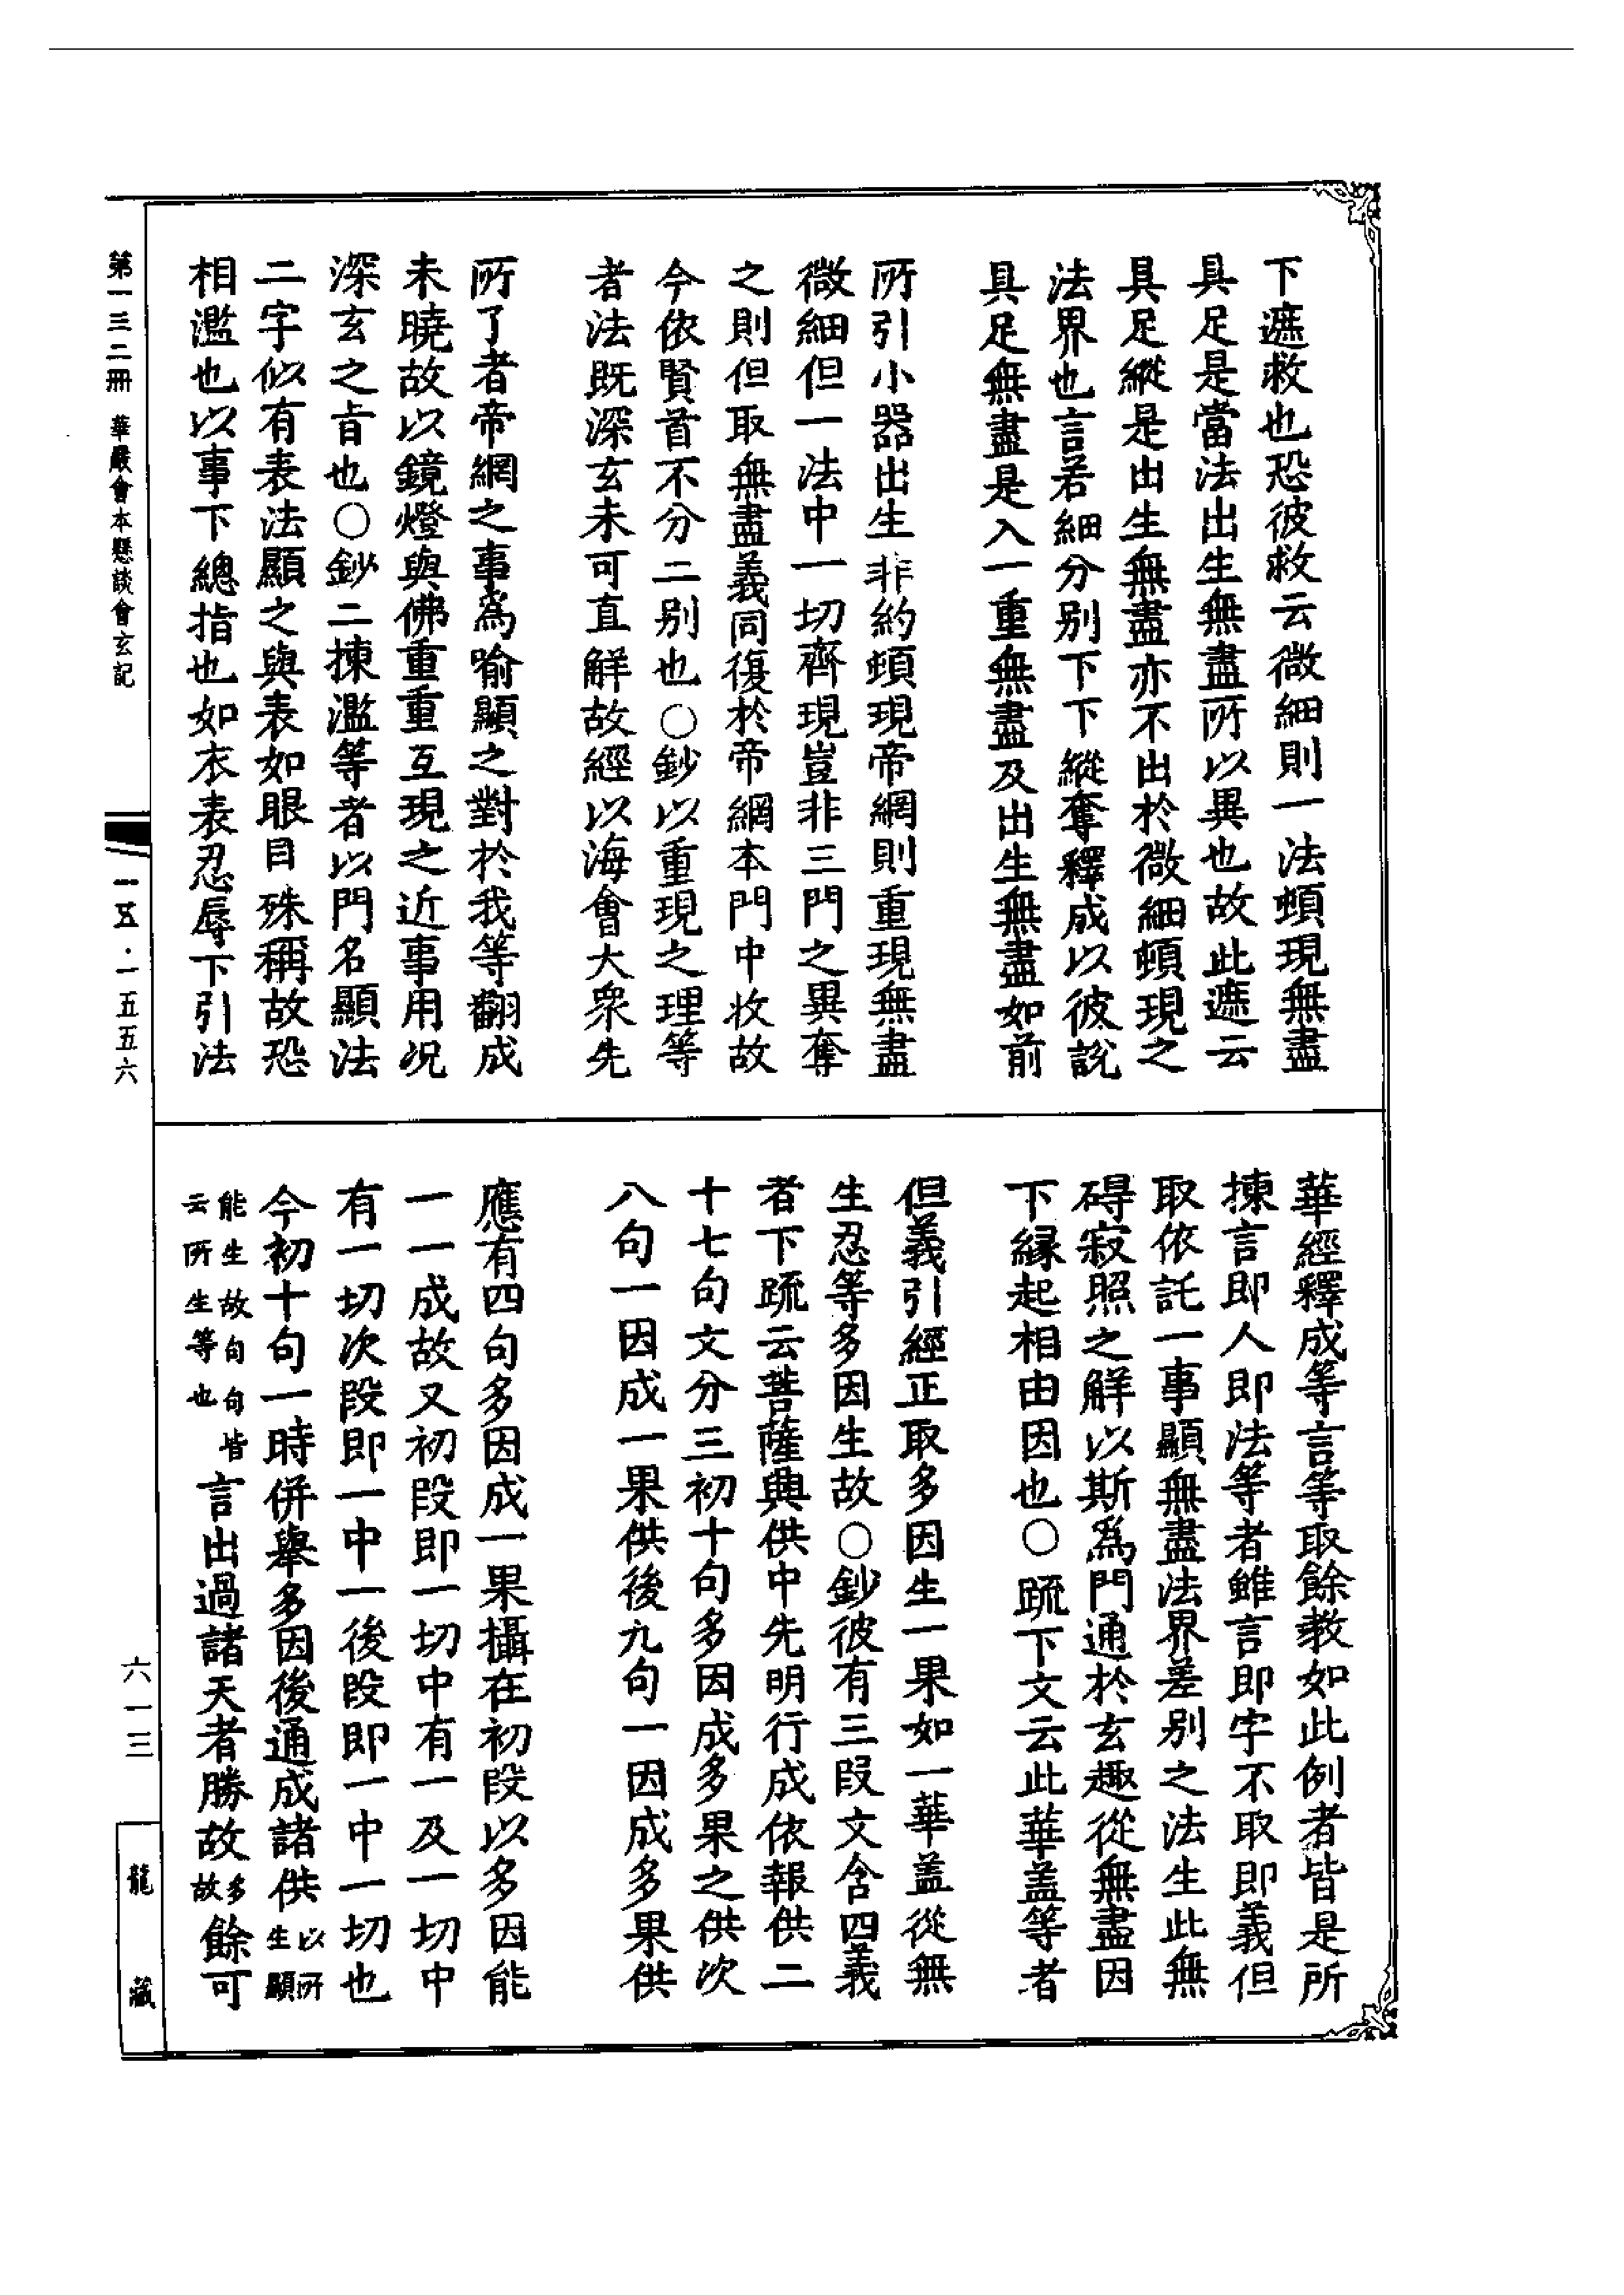 下遮救也恐彼救云微細則一法頓現無盡
具足是當法出生無盡所以異也故此遮云
具足縱是出生無盡亦不出於微細頓現之
法界也言若細分别下下縱奪釋成以彼說
具足無盡是入一重無盡及出生無盡如前
所引小器出生非約頓現帝網則重現無盡
微細但一法中一切齊現豈非三門之異奪
之則但取無盡義同復於帝網本門中收故
今依賢首不分二别也○鈔以重現之理等
者法既深玄未可直解故經以海會大衆先
所了者帝網之事為喻顯之對於我等翻成
未曉故以鏡燈與佛重重互現之近事用况
深玄之㫖也○鈔二揀濫等者以門名顯法
二字似有表法顯之與表如眼目殊稱故恐
相濫也以事下總指也如衣表忍辱下引法
華經釋成等言等取餘教如此例者皆是所
揀言即人即法等者雖言即字不取即義但
取依託一事顯無盡法界差别之法生此無
碍寂照之解以斯為門通於玄趣從無盡因
下緣起相由因也○疏下文云此華盖等者
但義引經正取多因生一果如一華盖從無
生忍等多因生故○鈔彼有三段文含四義
者下疏云菩薩興供中先明行成依報供二
十七句文分三初十句多因成多果之供次
八句一因成一果供後九句一因成多果供
應有四句多因成一果攝在初段以多因能
一一成故又初段即一切中有一及一切中
有一切次段即一中一後段即一中一切也
今初十句一時併舉多因後通成諸供以所生顯
能生故句句皆云所生等也言出過諸天者勝故多故餘可
第一三二冊 華嚴會本懸談會玄記
一五·一五五六
六一三
龍藏